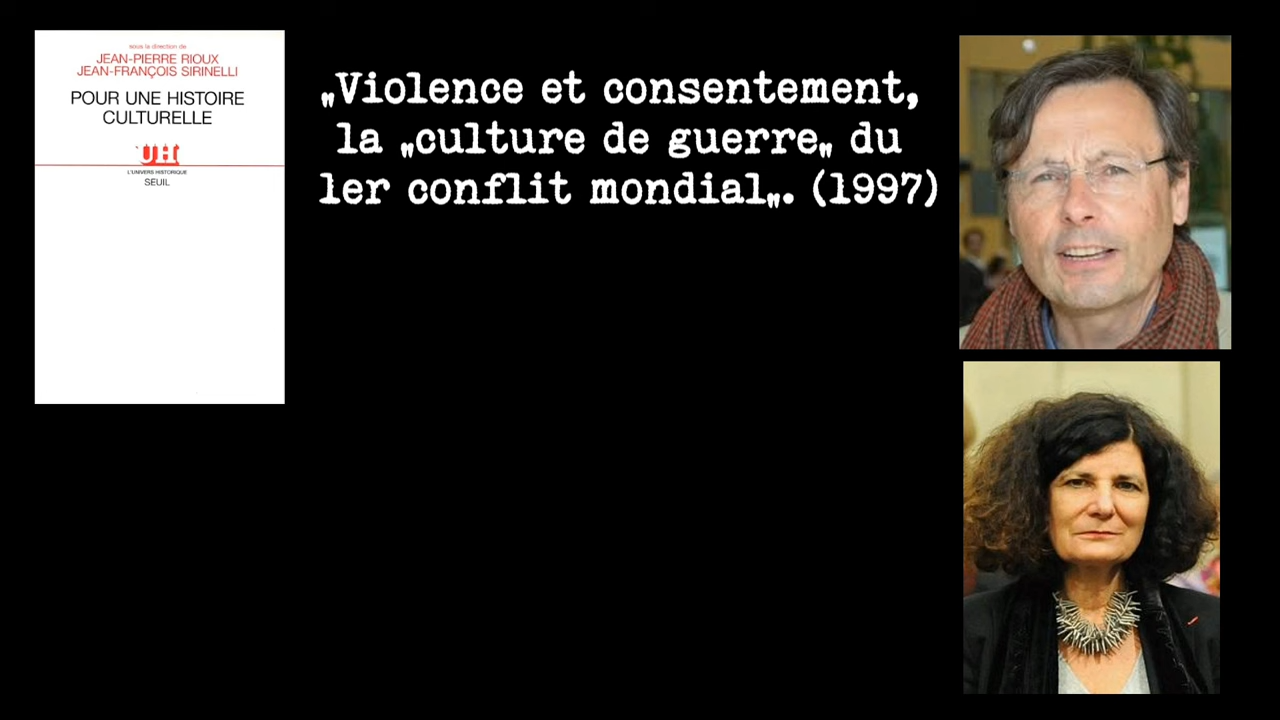 sous la direction de
JEAN-PIERRE RIOUX
JEAN-FRANÇOIS SIRINELLI
POUR UNE HISTOIRE
CULTURELLE
UH
L'UNIVERS HISTORIQUE
SEUIL
„Violence et consentement,
la „culture de guerre„ du
1er conflit mondial„. (1997)